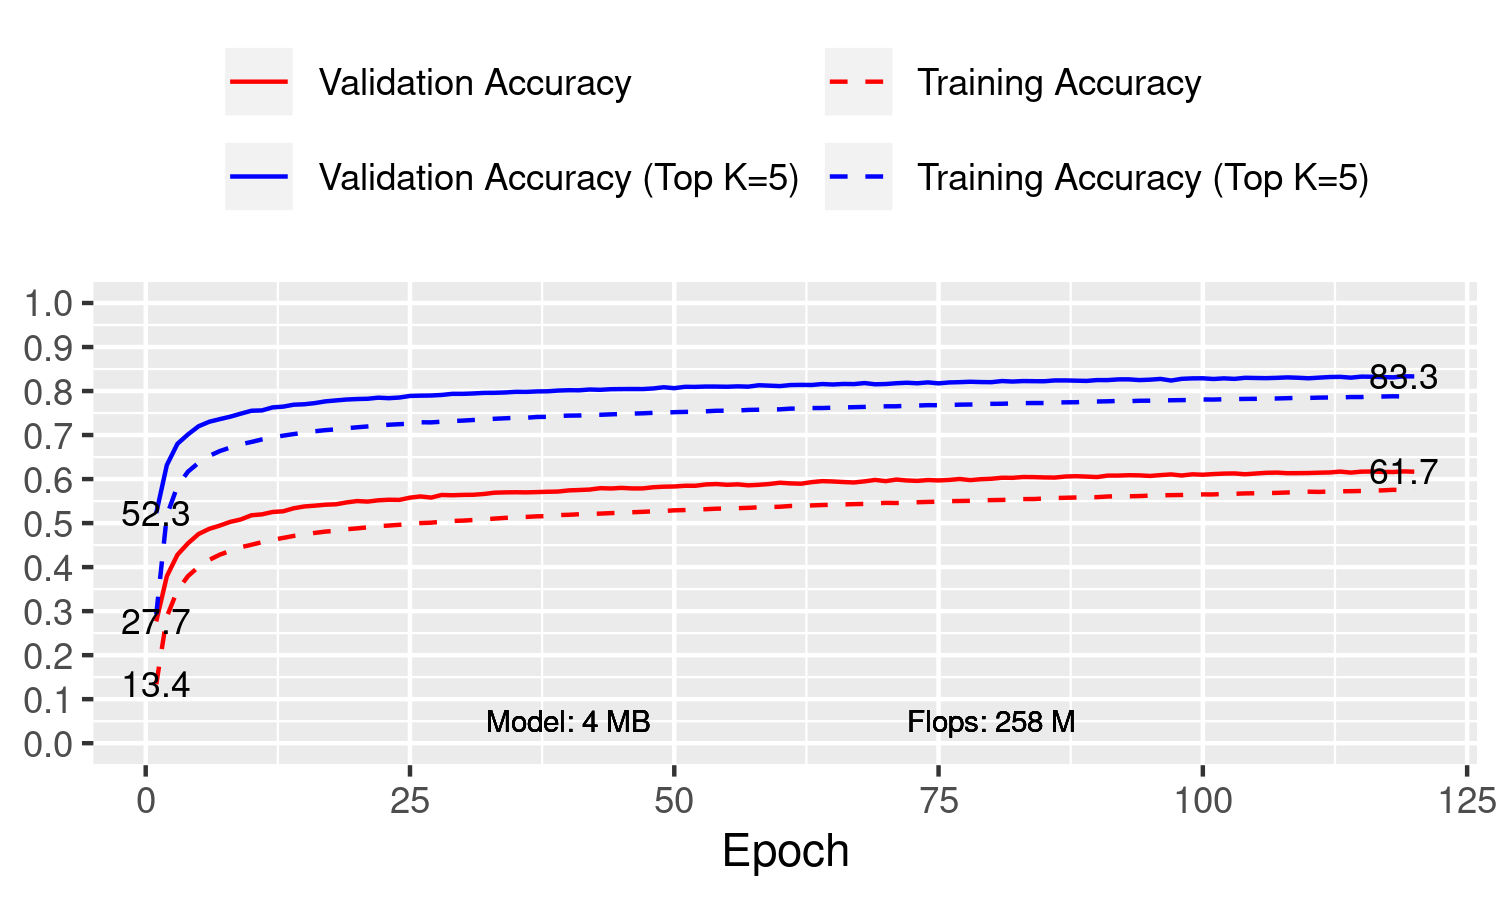 Validation Accuracy
Training Accuracy
Validation Accuracy (Top K=5)
Training Accuracy (Top K=5)
1.0
0.9
0.8
0.7
0.6
0.5
0.4
0.3
0.2
0.1
0.0
83.3
61.7
52.3
27.7
13.4
Model: 4 MB
Flops: 258 M
0 25 50 75 100 125
Epoch